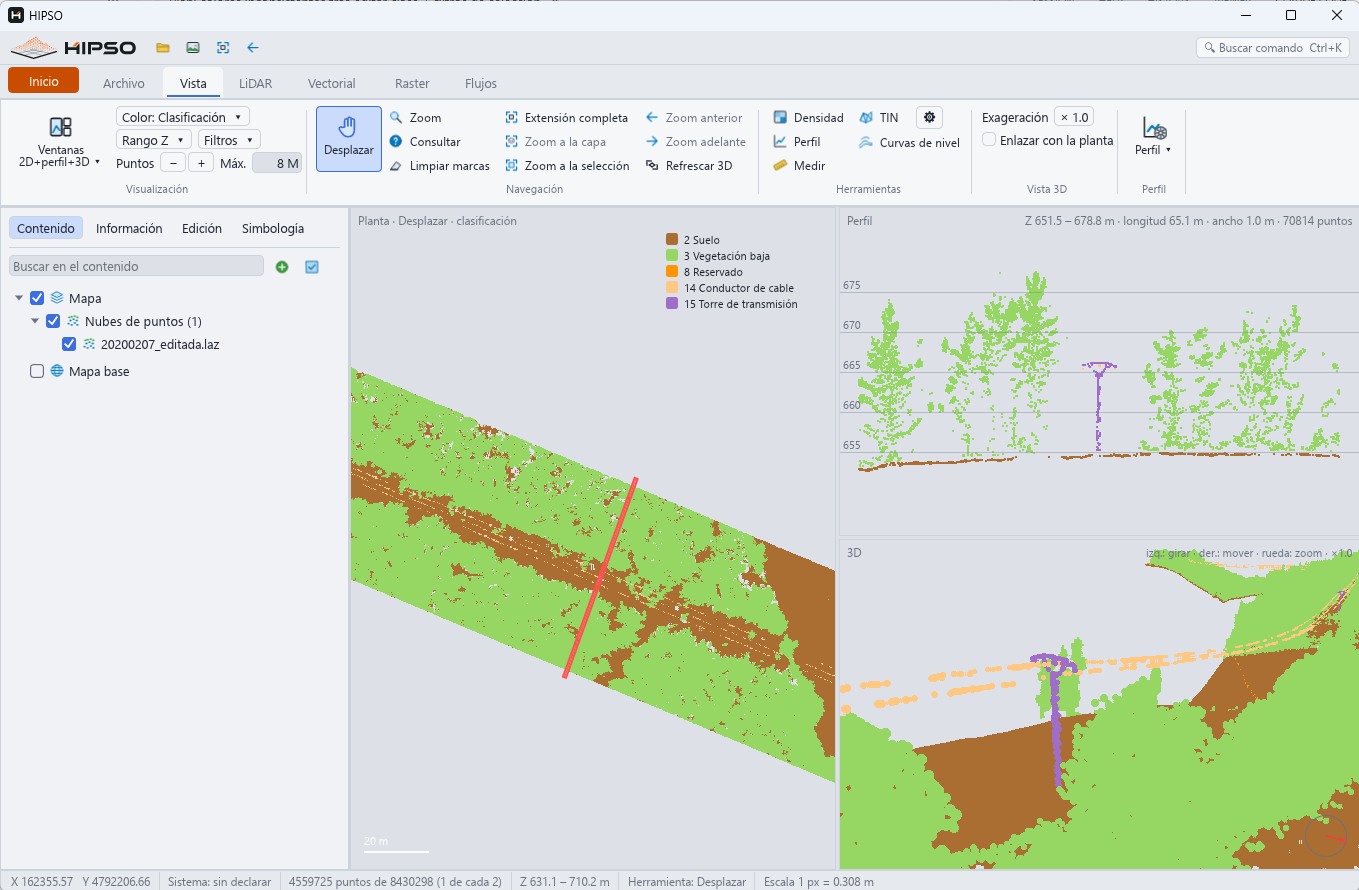 HIPSO
HIPSO
Buscar comando Ctrl+K
Inicio Archivo Vista LiDAR Vectorial Raster Flujos
Ventanas
2D+perfil+3D
Color: Clasificación
Rango Z Filtros
Puntos − + Máx. 8 M
Visualización
Desplazar
Zoom
Consultar
Limpiar marcas
Extensión completa
Zoom a la capa
Zoom a la selección
Zoom anterior
Zoom adelante
Refrescar 3D
Navegación
Densidad
Perfil
Medir
TIN
Curvas de nivel
Herramientas
Exageración × 1.0
Enlazar con la planta
Vista 3D
Perfil
Perfil
Contenido Información Edición Simbología
Buscar en el contenido
Mapa
Nubes de puntos (1)
20200207_editada.laz
Mapa base
Planta · Desplazar · clasificación
2 Suelo
3 Vegetación baja
8 Reservado
14 Conductor de cable
15 Torre de transmisión
20 m
Perfil
Z 651.5 – 678.8 m · longitud 65.1 m · ancho 1.0 m · 70814 puntos
675
670
665
660
655
3D
izq.: girar · der.: mover · rueda: zoom · ×1.0
X 162355.57 Y 4792206.66
Sistema: sin declarar
4559725 puntos de 8430298 (1 de cada 2)
Z 631.1 – 710.2 m
Herramienta: Desplazar
Escala 1 px = 0.308 m